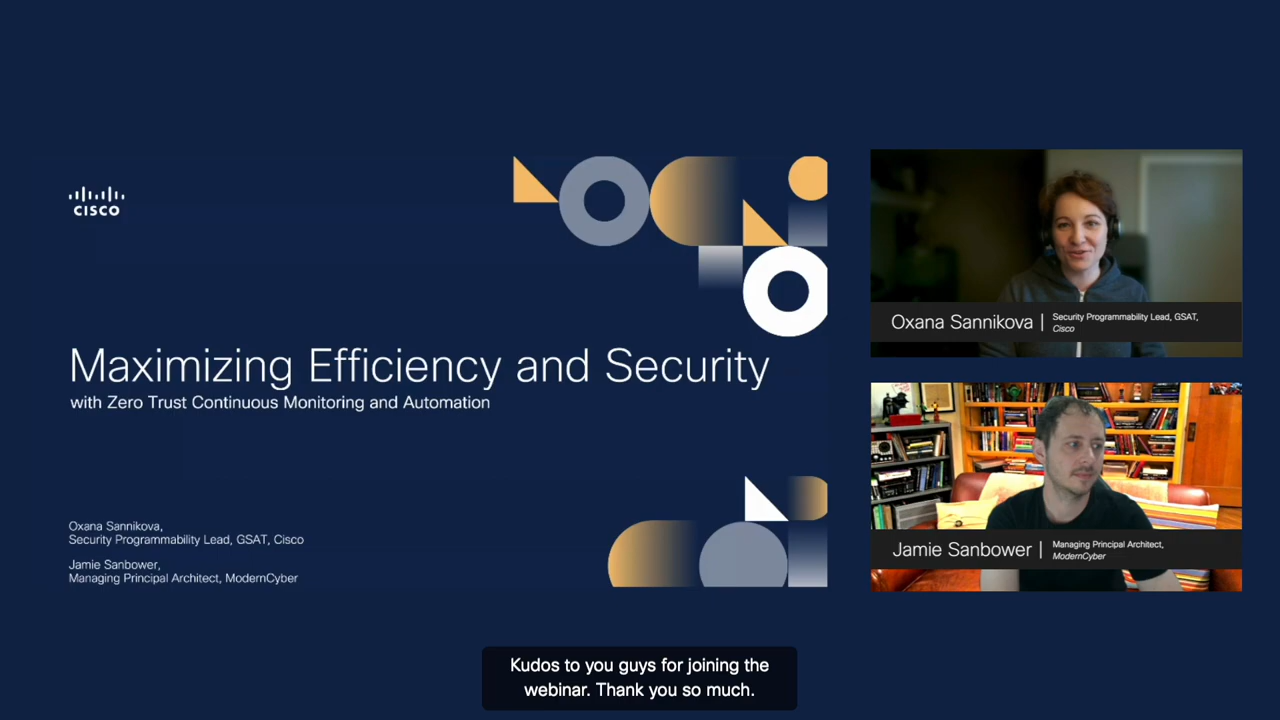 CISCO
Maximizing Efficiency and Security
with Zero Trust Continuous Monitoring and Automation
Oxana Sannikova,
Security Programmability Lead, GSAT, Cisco
Jamie Sanbower,
Managing Principal Architect, ModernCyber
Oxana Sannikova | Security Programmability Lead, GSAT,
Cisco
Jamie Sanbower | Managing Principal Architect,
ModernCyber
Kudos to you guys for joining the
webinar. Thank you so much.